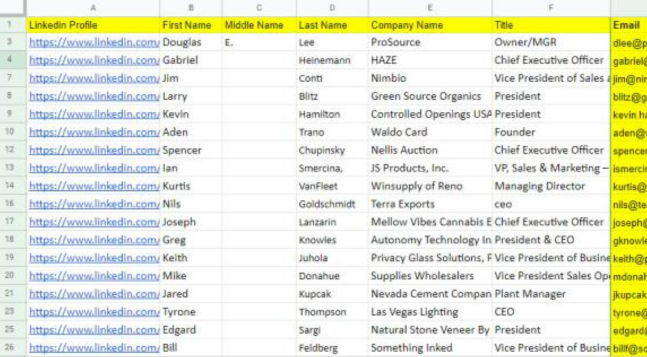 A B C D E F
1 Linkedin Profile First Name Middle Name Last Name Company Name Title Email
3 https://www.linkedin.com/ Douglas E. Lee ProSource Owner/MGR dlee@p
4 https://www.linkedin.com/ Gabriel Heinemann HAZE Chief Executive Officer gabriel@
7 https://www.linkedin.com/ Jim Conti Nimbio Vice President of Sales a jim@nim
8 https://www.linkedin.com/ Larry Blitz Green Source Organics President blitz@g
9 https://www.linkedin.com/ Kevin Hamilton Controlled Openings USA President kevin.ha
10 https://www.linkedin.com/ Aden Trano Waldo Card Founder aden@
12 https://www.linkedin.com/ Spencer Chupinsky Nellis Auction Chief Executive Officer spencer
13 https://www.linkedin.com/ Ian Smercina, JS Products, Inc. VP, Sales & Marketing – ismercin
14 https://www.linkedin.com/ Kurtis VanFleet Winsupply of Reno Managing Director kurtis@
16 https://www.linkedin.com/ Nils Goldschmidt Terra Exports ceo nils@te
17 https://www.linkedin.com/ Joseph Lanzarin Mellow Vibes Cannabis E Chief Executive Officer joseph@
18 https://www.linkedin.com/ Greg Knowles Autonomy Technology In President & CEO gknowle
19 https://www.linkedin.com/ Keith Juhola Privacy Glass Solutions, F Vice President of Busine keith@p
20 https://www.linkedin.com/ Mike Donahue Supplies Wholesalers Vice President Sales Ope mdonah
21 https://www.linkedin.com/ Jared Kupcak Nevada Cement Compan Plant Manager jkupcak
23 https://www.linkedin.com/ Tyrone Thompson Las Vegas Lighting CEO tyrone@
25 https://www.linkedin.com/ Edgard Sargi Natural Stone Veneer By President edgard@
26 https://www.linkedin.com/ Bill Feldberg Something Inked Vice President of Busine billf@so